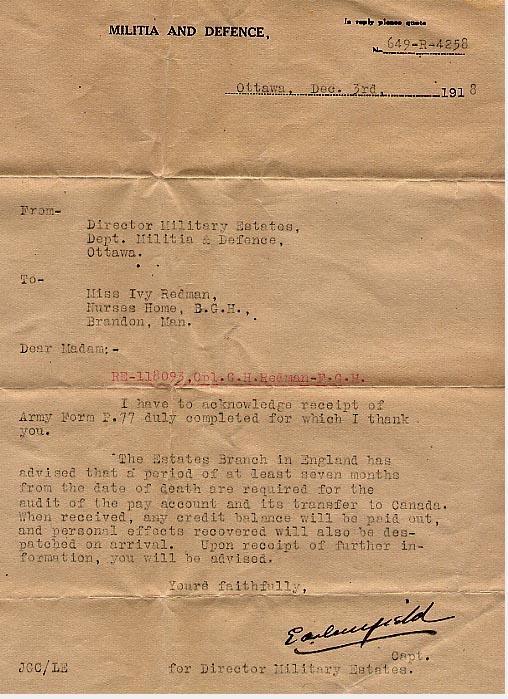 In reply please quote
MILITIA AND DEFENCE,
No. 649-R-4258
Ottawa, Dec. 3rd, 1918
From-
Director Military Estates,
Dept. Militia & Defence,
Ottawa.
To-
Miss Ivy Redman,
Nurses Home, B.G.H.,
Brandon, Man.
Dear Madam:-
RE-118093,Cpl.G.H.Redman-F.G.H.
I have to acknowledge receipt of
Army Form P.77 duly completed for which I thank
you.
The Estates Branch in England has
advised that a period of at least seven months
from the date of death are required for the
audit of the pay account and its transfer to Canada.
When received, any credit balance will be paid out,
and personal effects recovered will also be des-
patched on arrival. Upon receipt of further in-
formation, you will be advised.
Yours faithfully,
Capt.
JCC/LE for Director Military Estates.